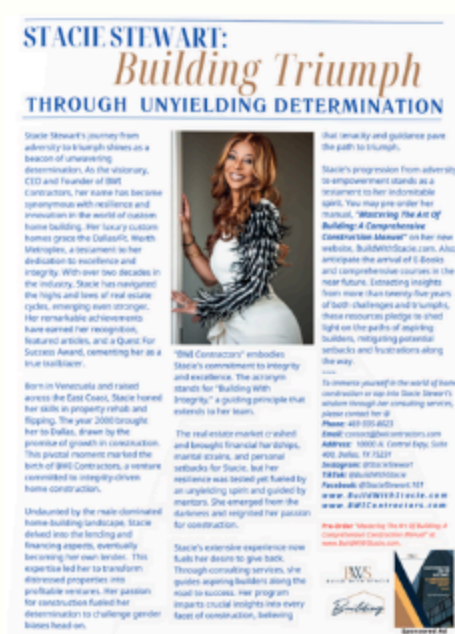 STACIE STEWART:
Building Triumph
THROUGH UNYIELDING DETERMINATION
Stacie Stewart's journey from
adversity to triumph shines as a
beacon of unwavering
determination. As the visionary,
CEO and Founder of BWI
Contractors, her name has become
synonymous with resilience and
innovation in the world of custom
home building. Her luxury custom
homes grace the Dallas/Ft. Worth
Metroplex, a testament to her
dedication to excellence and
integrity. With over two decades in
the industry, Stacie has navigated
the highs and lows of real estate
cycles, emerging even stronger.
Her remarkable achievements
have earned her recognition,
featured articles, and a Quest For
Success Award, cementing her as a
true trailblazer.
Born in Venezuela and raised
across the East Coast, Stacie honed
her skills in property rehab and
flipping. The year 2000 brought
her to Dallas, drawn by the
promise of growth in construction.
This pivotal moment marked the
birth of BWI Contractors, a venture
committed to integrity-driven
home construction.
Undaunted by the male-dominated
home-building landscape, Stacie
delved into the lending and
financing aspects, eventually
becoming her own lender. This
expertise led her to transform
distressed properties into
profitable ventures. Her passion
for construction fueled her
determination to challenge gender
biases head-on.
"BWI Contractors" embodies
Stacie's commitment to integrity
and excellence. The acronym
stands for "Building With
Integrity," a guiding principle that
extends to her team.
The real estate market crashed
and brought financial hardships,
marital strains, and personal
setbacks for Stacie, but her
resilience was tested yet fueled by
an unyielding spirit and guided by
mentors. She emerged from the
darkness and reignited her passion
for construction.
Stacie's extensive experience now
fuels her desire to give back.
Through consulting services, she
guides aspiring builders along the
road to success. Her program
imparts crucial insights into every
facet of construction, believing
that tenacity and guidance pave
the path to triumph.
Stacie's progression from adversity
to empowerment stands as a
testament to her indomitable
spirit. You may pre-order her
manual, "Mastering The Art Of
Building: A Comprehensive
Construction Manual" on her new
website, BuildWithStacie.com. Also
anticipate the arrival of E-Books
and comprehensive courses in the
near future. Extracting insights
from more than twenty-five years
of both challenges and triumphs,
these resources pledge to shed
light on the paths of aspiring
builders, mitigating potential
setbacks and frustrations along
the way.
To immerse yourself in the world of home
construction or tap into Stacie Stewart's
wisdom through her consulting services,
please contact her @
Phone:
Email:
Address: 10000 N. Central Expy, Suite
400, Dallas, TX 75231
Instagram: @StacieStewart
TikTok: @BuildWithStacie
Facebook: @StacieStewart.101
www.BuildWithStacie.com
www.BWIContractors.com
Pre-Order "Mastering The Art Of Building: A
Comprehensive Construction Manual" at
www.BuildWithStacie.com.
BWS
BUILD WITH STACIE
Building
Sponsored Ad